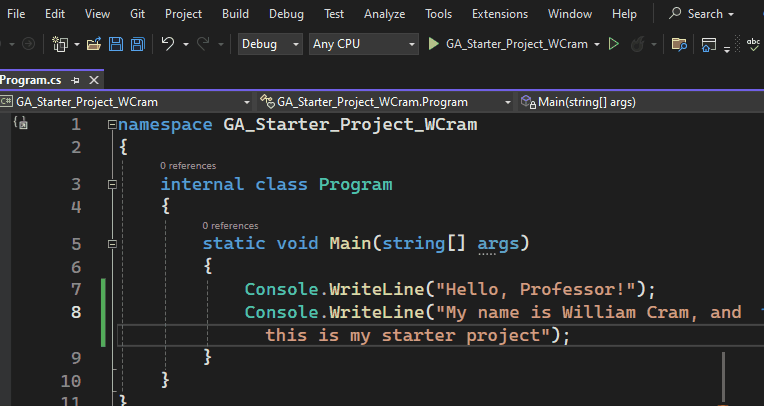 File Edit View Git Project Build Debug Test Analyze Tools Extensions Window Help Search
Debug Any CPU GA_Starter_Project_WCram abc
Program.cs
C# GA_Starter_Project_WCram GA_Starter_Project_WCram.Program Main(string[] args)
1 namespace GA_Starter_Project_WCram
2 {
0 references
3 internal class Program
4 {
0 references
5 static void Main(string[] args)
6 {
7 Console.WriteLine("Hello, Professor!");
8 Console.WriteLine("My name is William Cram, and
this is my starter project");
9 }
10 }
11 }